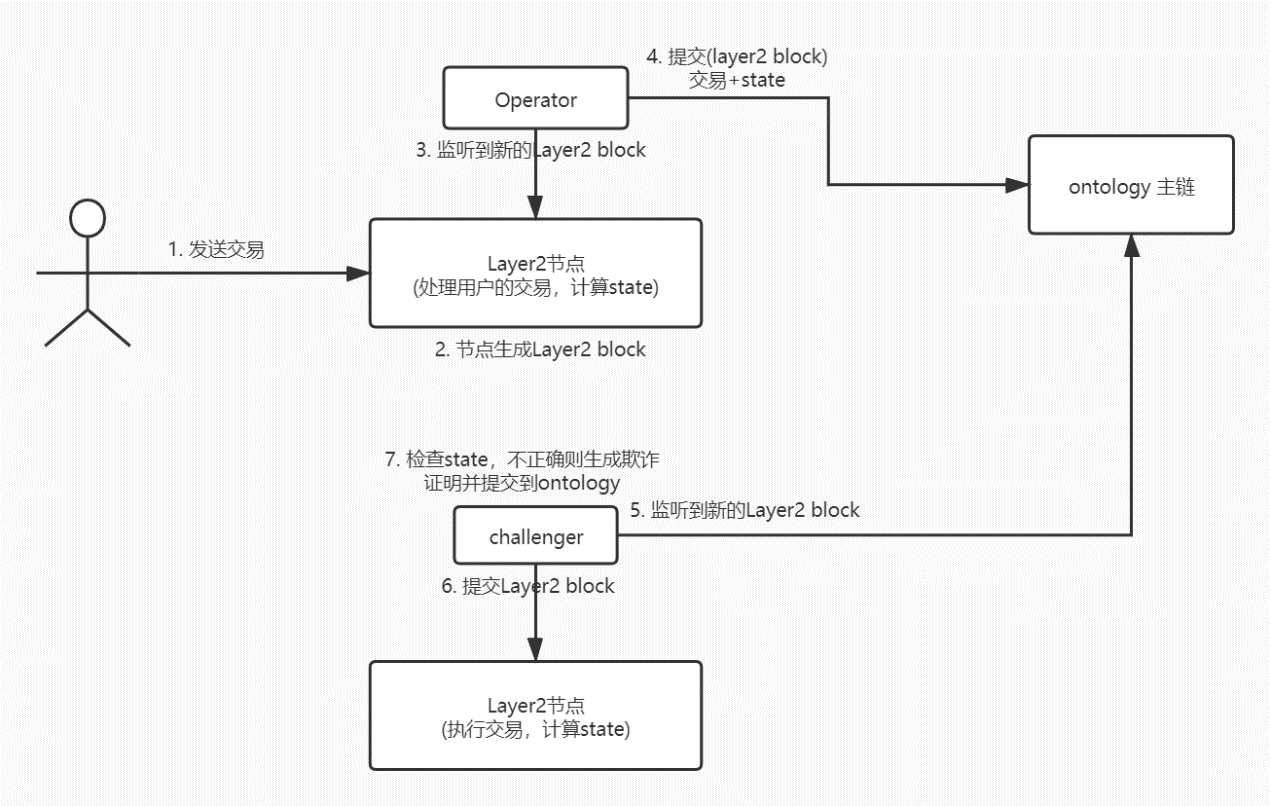 4. 提交(layer2 block)
交易+state
Operator
3. 监听到新的Layer2 block
ontology 主链
1. 发送交易
Layer2节点
(处理用户的交易，计算state)
2. 节点生成Layer2 block
7. 检查state，不正确则生成欺诈
证明并提交到ontology
5. 监听到新的Layer2 block
challenger
6. 提交Layer2 block
Layer2节点
(执行交易，计算state)